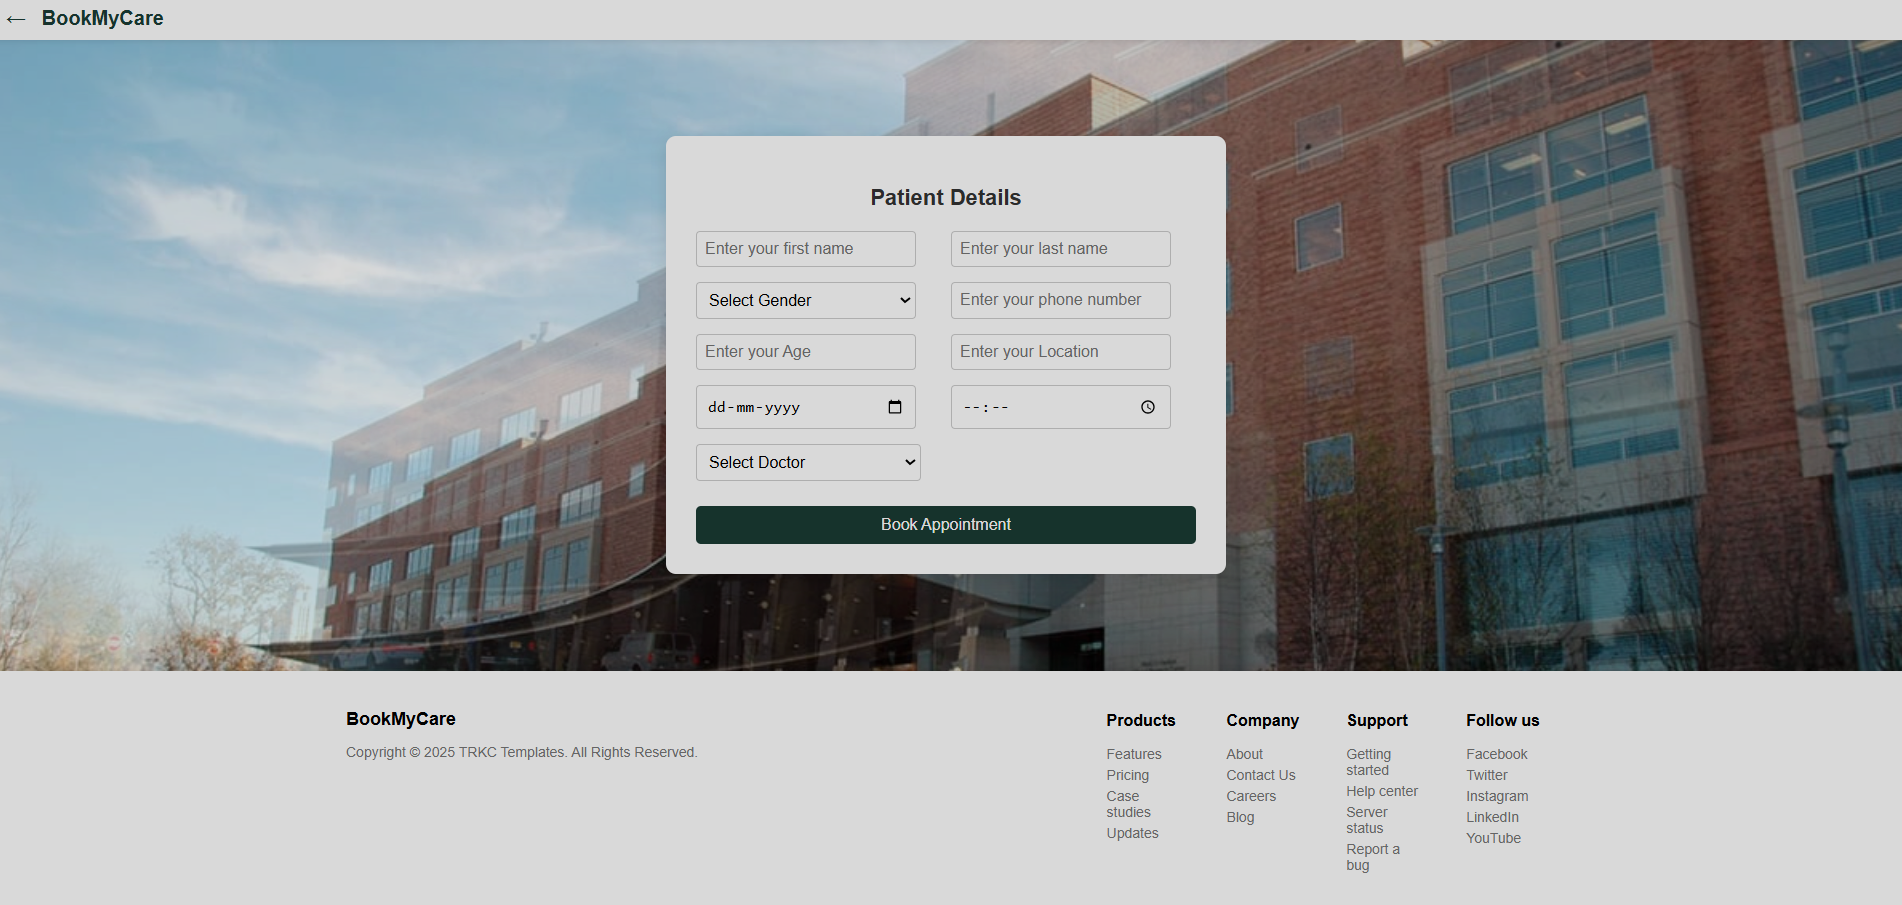 ← BookMyCare
Patient Details
Enter your first name
Enter your last name
Select Gender
Enter your phone number
Enter your Age
Enter your Location
dd-mm-yyyy
--:--
Select Doctor
Book Appointment
BookMyCare
Copyright © 2025 TRKC Templates. All Rights Reserved.
Products
Features
Pricing
Case
studies
Updates
Company
About
Contact Us
Careers
Blog
Support
Getting
started
Help center
Server
status
Report a
bug
Follow us
Facebook
Twitter
Instagram
LinkedIn
YouTube